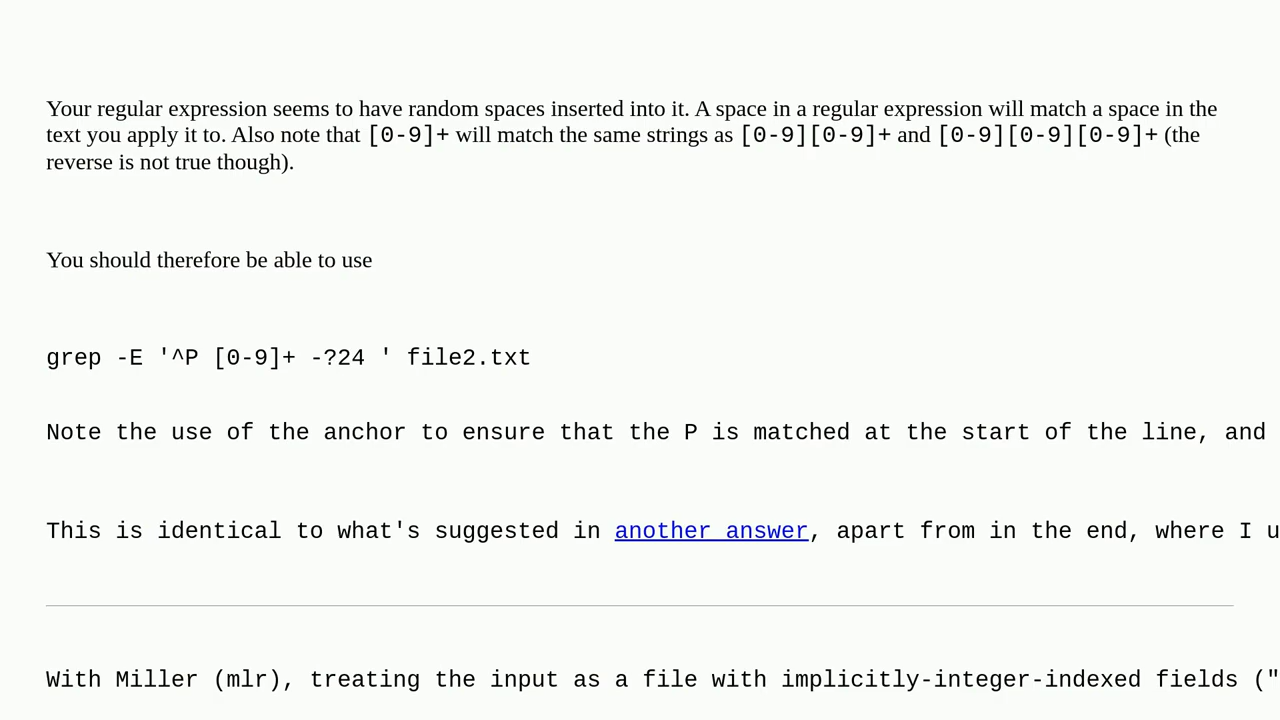 Your regular expression seems to have random spaces inserted into it. A space in a regular expression will match a space in the
text you apply it to. Also note that [0-9]+ will match the same strings as [0-9][0-9]+ and [0-9][0-9][0-9]+ (the
reverse is not true though).
You should therefore be able to use
grep -E '^P [0-9]+ -?24 ' file2.txt
Note the use of the anchor to ensure that the P is matched at the start of the line, and
This is identical to what's suggested in another answer, apart from in the end, where I u
With Miller (mlr), treating the input as a file with implicitly-integer-indexed fields ("